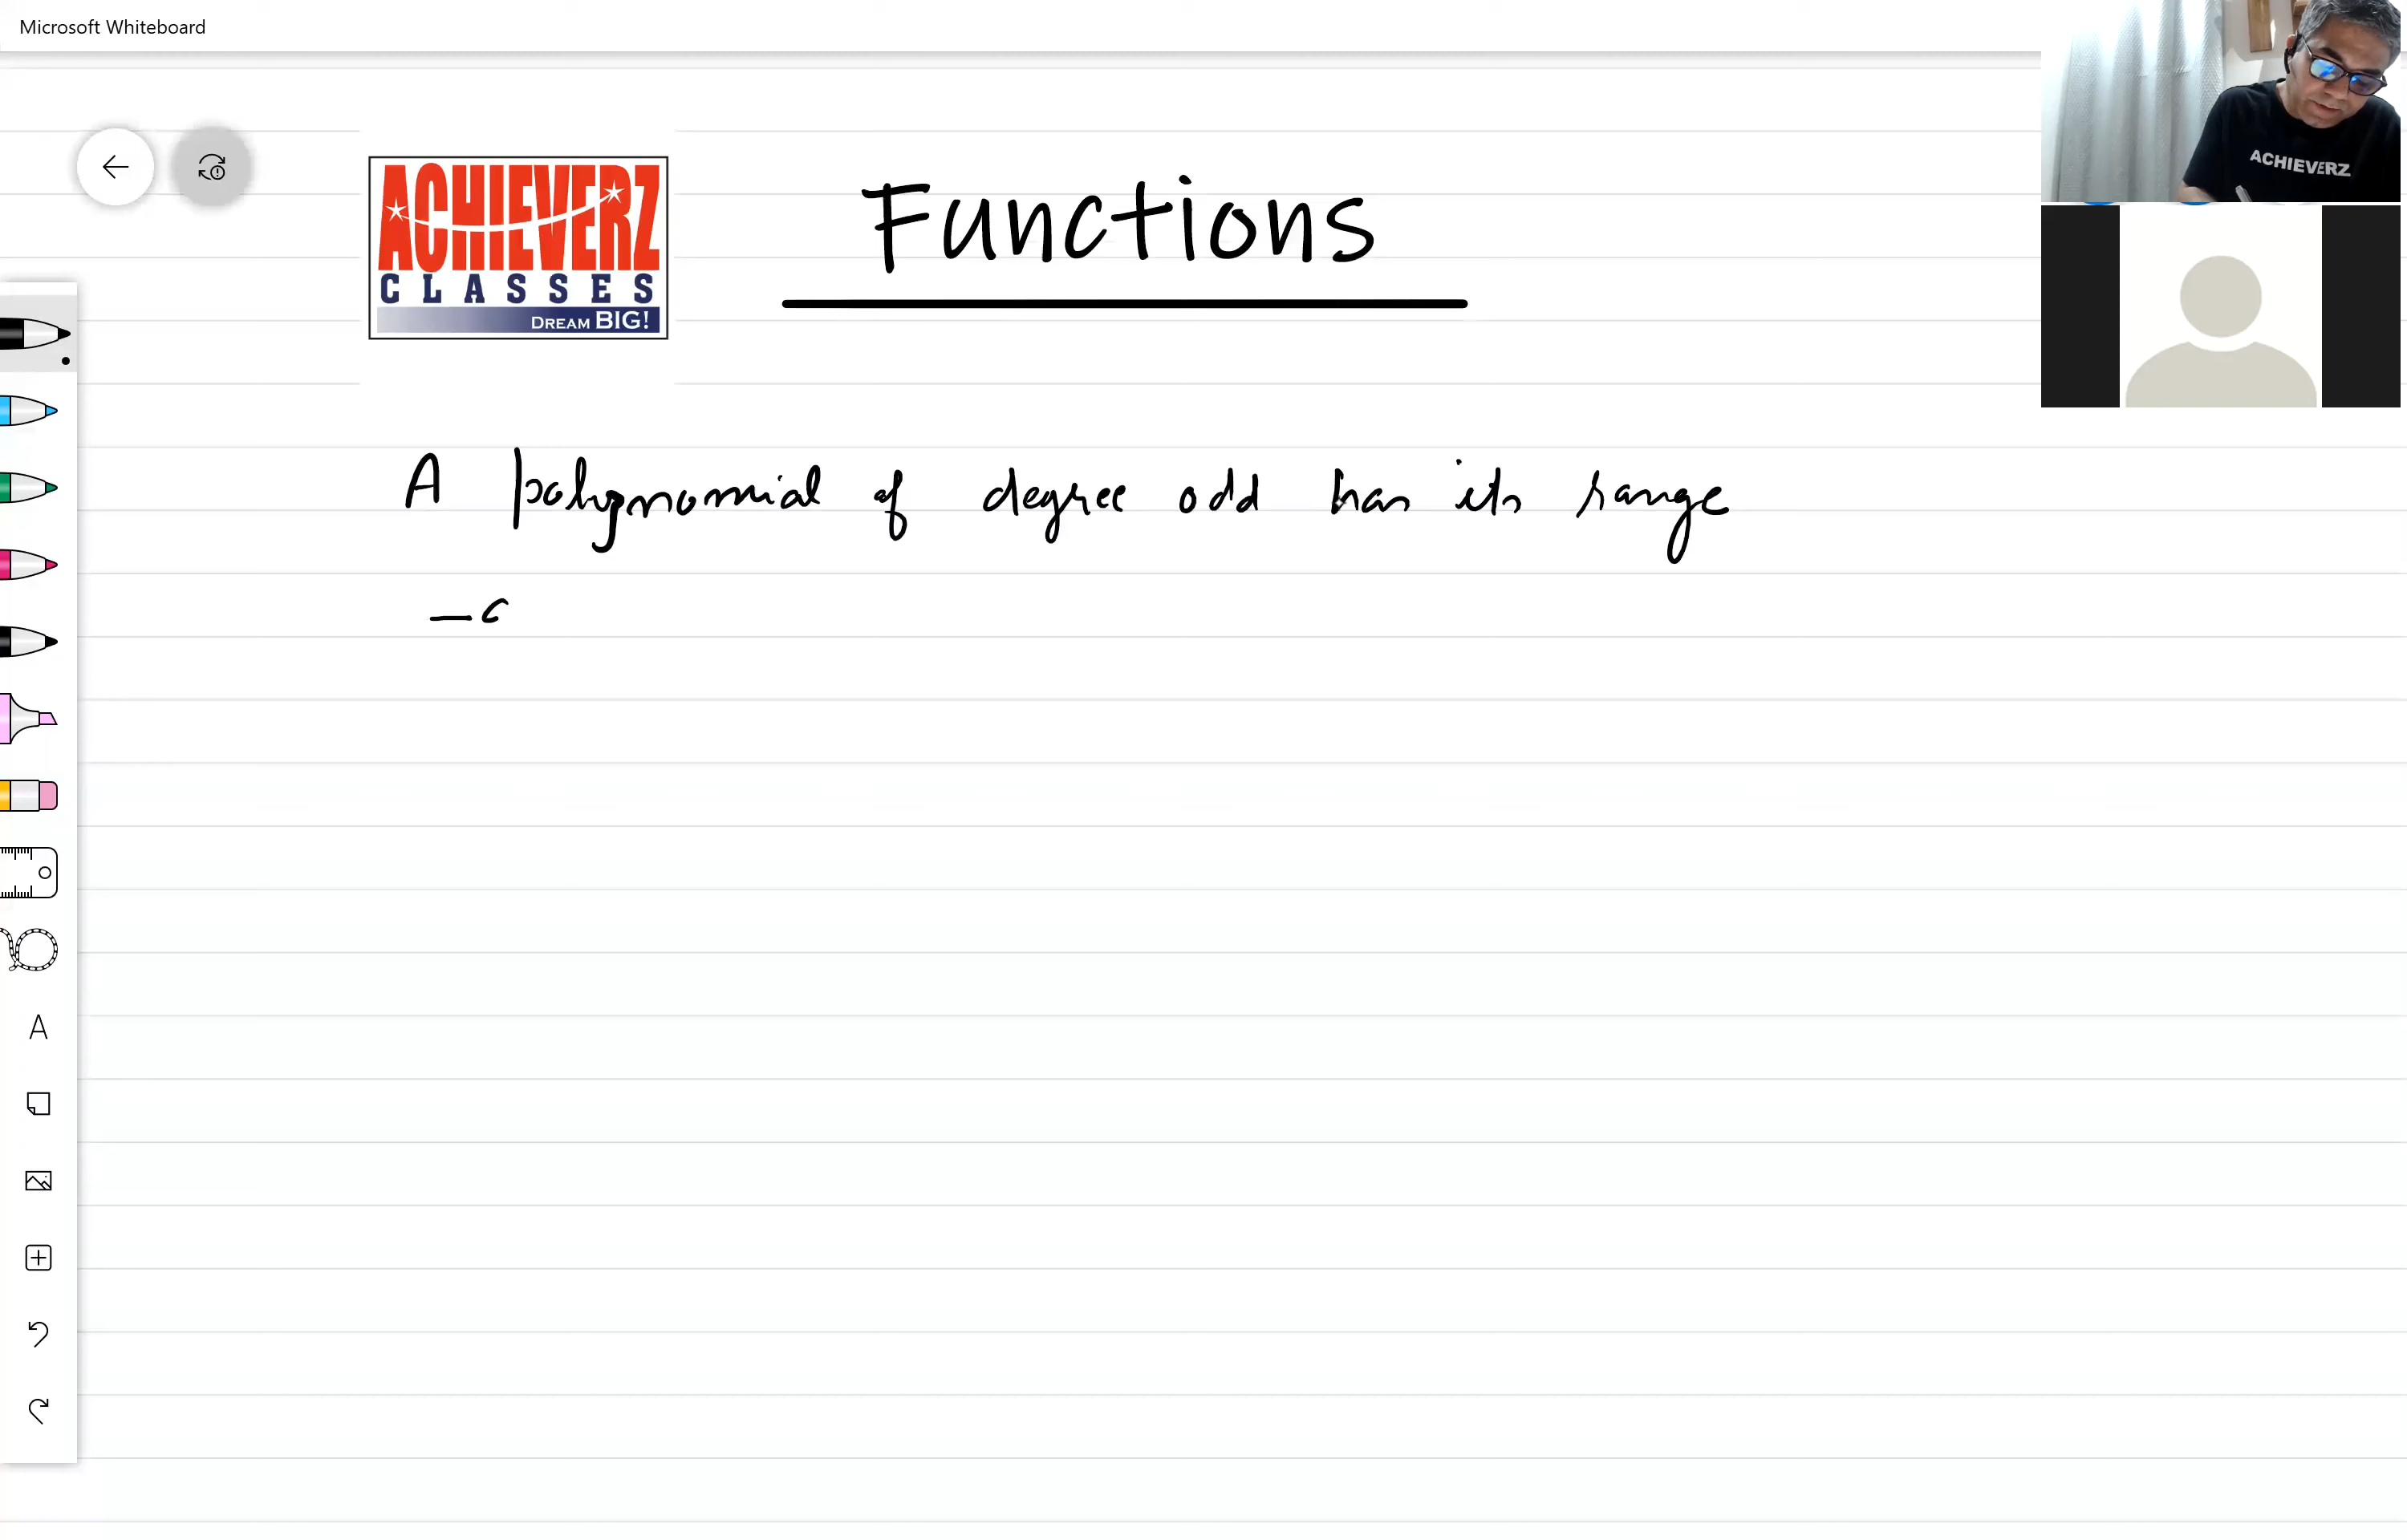 Microsoft Whiteboard
ACHIEVERZ
CLASSES
DREAM BIG!
Functions
ACHIEVERZ
A polynomial of degree odd has its range
A